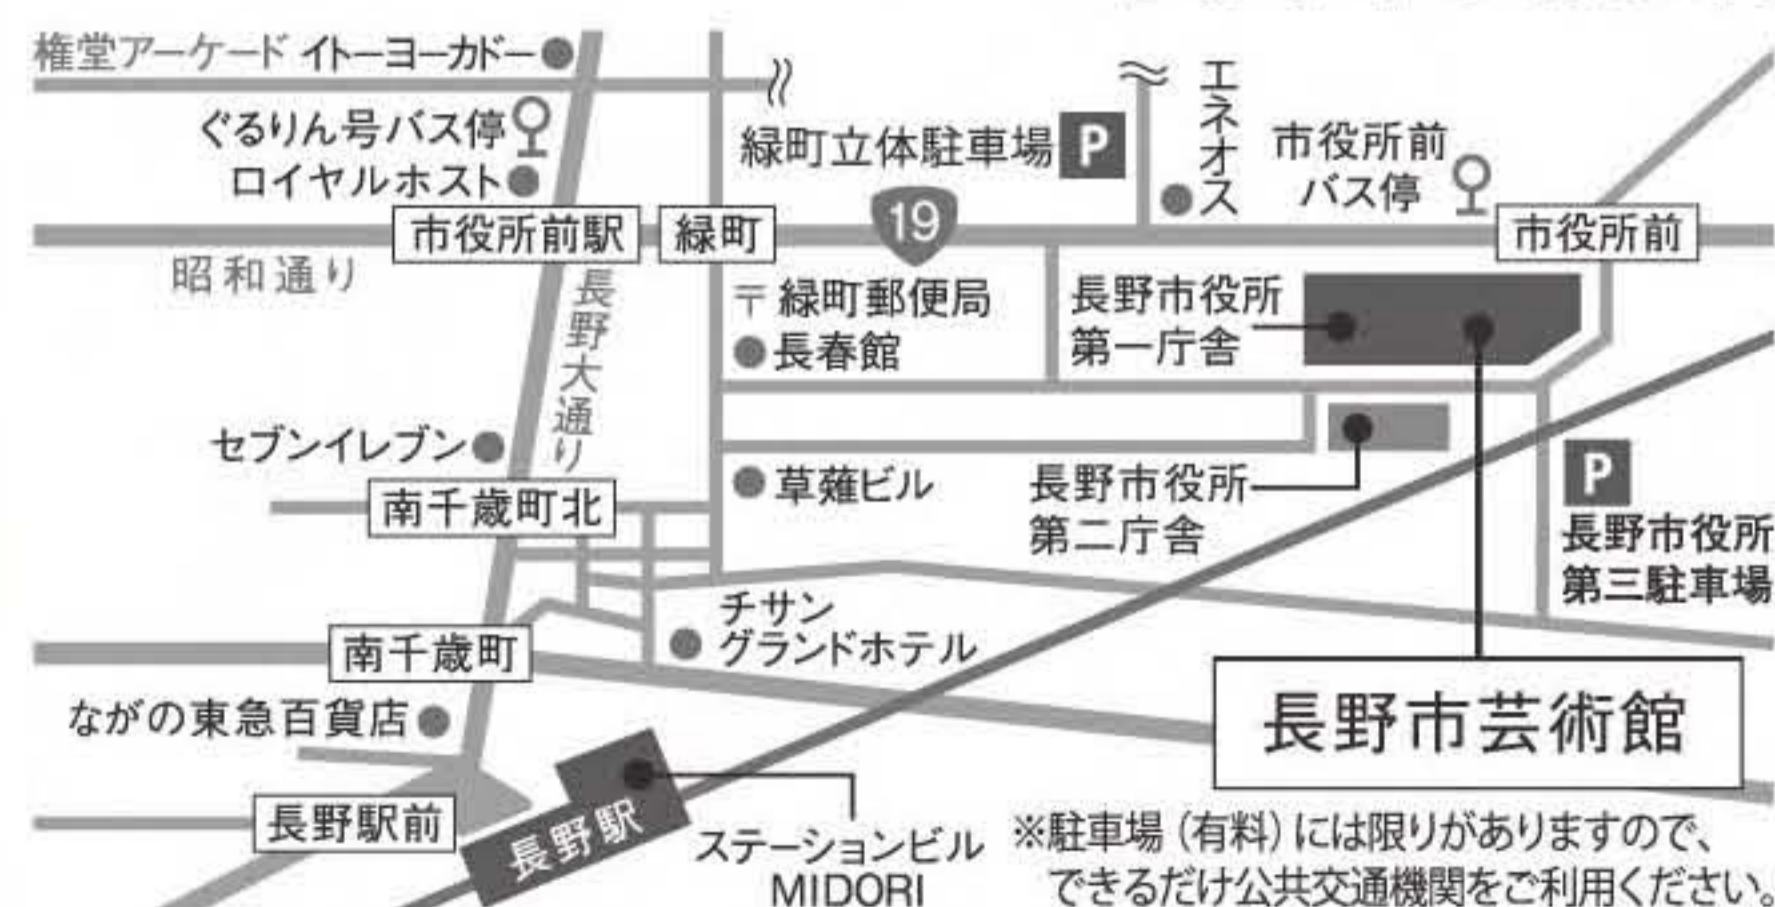 権堂アーケード イトーヨーカドー
ぐるりん号バス停
ロイヤルホスト
市役所前駅
緑町
昭和通り
長野大通り
緑町立体駐車場 P
19
エネオス
市役所前
バス停
市役所前
〒緑町郵便局
長春館
長野市役所
第一庁舎
セブンイレブン
南千歳町北
草薙ビル
長野市役所
第二庁舎
P
長野市役所
第三駐車場
チサン
グランドホテル
南千歳町
ながの東急百貨店
長野市芸術館
長野駅前
長野駅
ステーションビル
MIDORI
※駐車場(有料)には限りがありますので、
できるだけ公共交通機関をご利用ください。